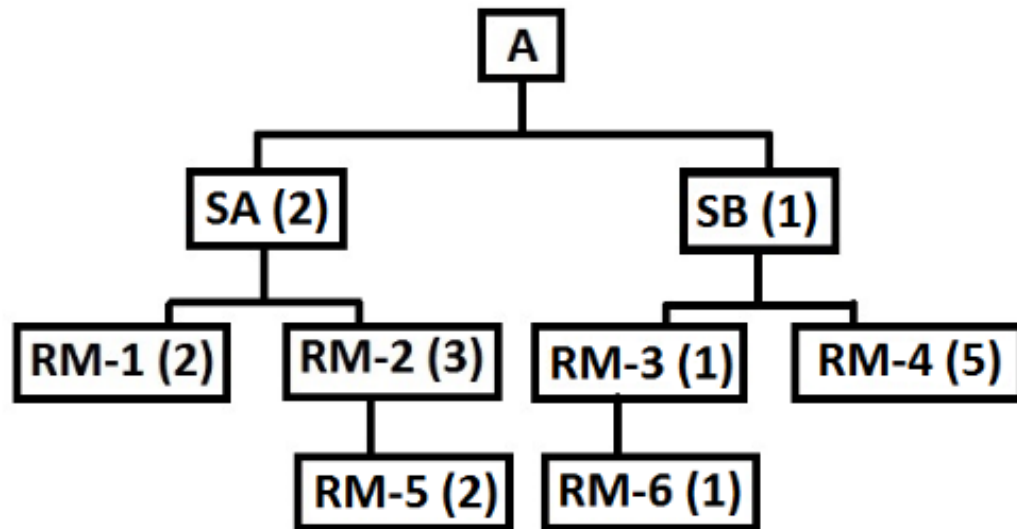 A
SA (2)
SB (1)
RM-1 (2)
RM-2 (3)
RM-3 (1)
RM-4 (5)
RM-5 (2)
RM-6 (1)